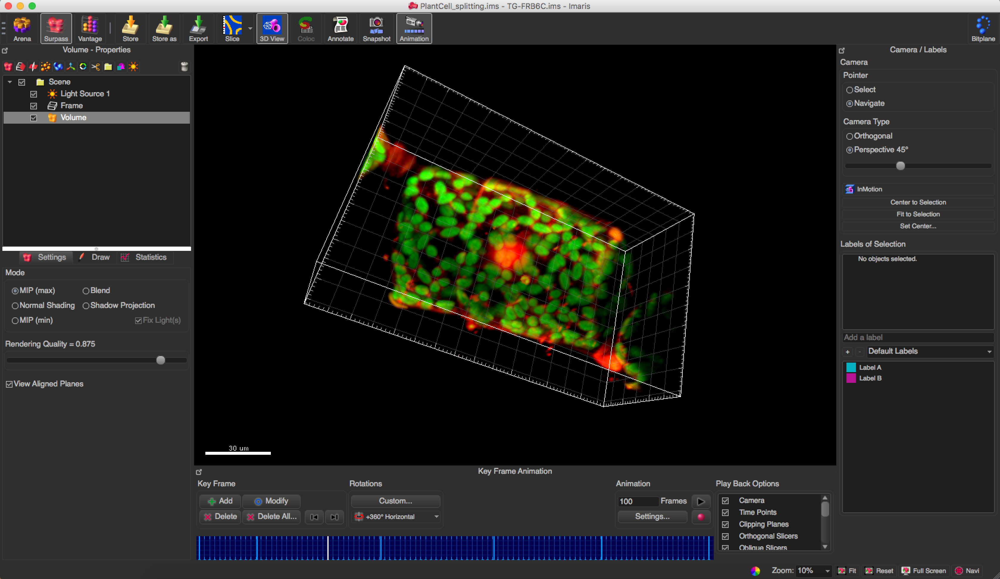 PlantCell_splitting.ims - TG-FRB6C.ims - Imaris
Arena
Surpass
Vantage
Store
Store as
Export
Slice
3D View
Coloc
Annotate
Snapshot
Animation
Bitplane
Volume - Properties
Scene
Light Source 1
Frame
Volume
Settings
Draw
Statistics
Mode
MIP (max)
Blend
Normal Shading
Shadow Projection
MIP (min)
Fix Light(s)
Rendering Quality = 0.875
View Aligned Planes
30 um
Key Frame Animation
Key Frame
Add
Modify
Delete
Delete All...
Rotations
Custom...
+360° Horizontal
Animation
100
Frames
Settings...
Play Back Options
Camera
Time Points
Clipping Planes
Orthogonal Slicers
Oblique Slicers
Camera / Labels
Camera
Pointer
Select
Navigate
Camera Type
Orthogonal
Perspective 45°
InMotion
Center to Selection
Fit to Selection
Set Center...
Labels of Selection
No objects selected.
Add a label
+ - Default Labels
Label A
Label B
Zoom: 10%
Fit
Reset
Full Screen
Navi